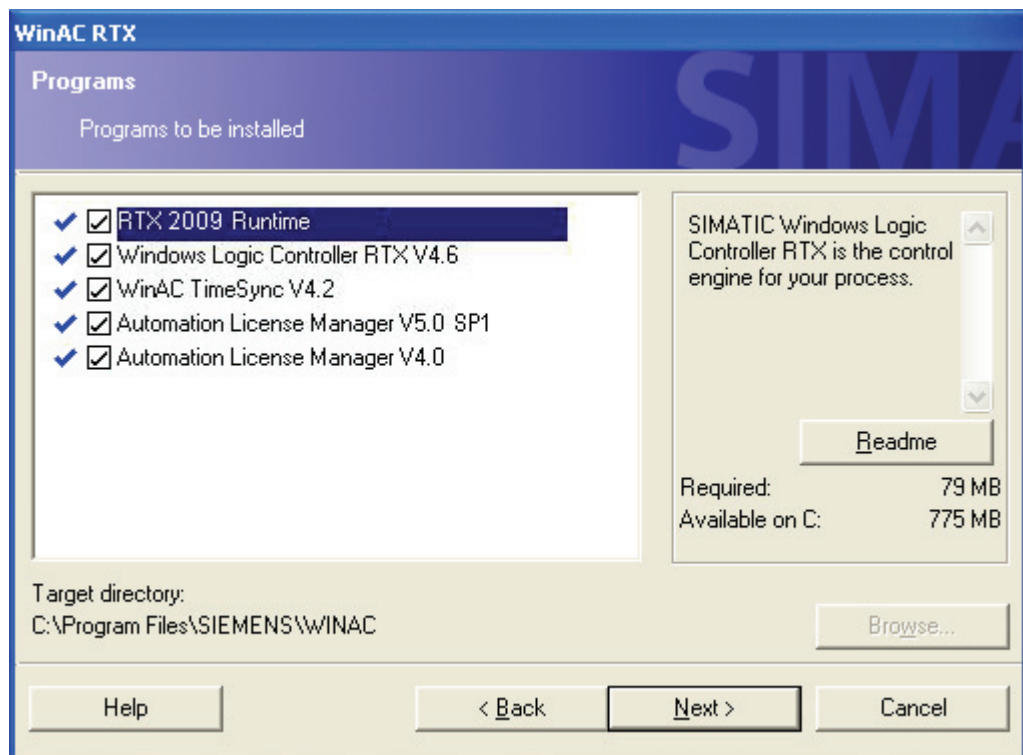 WinAC RTX
Programs
Programs to be installed
SIMA
RTX 2009 Runtime
Windows Logic Controller RTX V4.6
WinAC TimeSync V4.2
Automation License Manager V5.0 SP1
Automation License Manager V4.0
SIMATIC Windows Logic
Controller RTX is the control
engine for your process.
Readme
Required: 79 MB
Available on C: 775 MB
Target directory:
C:\Program Files\SIEMENS\WINAC
Browse...
Help
< Back
Next >
Cancel